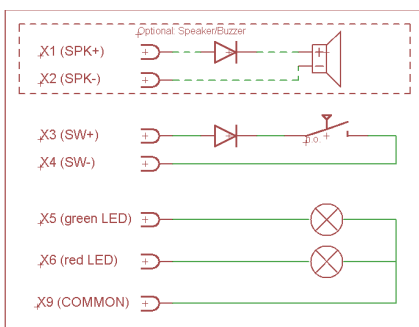 Optional: Speaker/Buzzer
X1 (SPK+)
X2 (SPK-)
X3 (SW+)
n.o.
X4 (SW-)
X5 (green LED)
X6 (red LED)
X9 (COMMON)